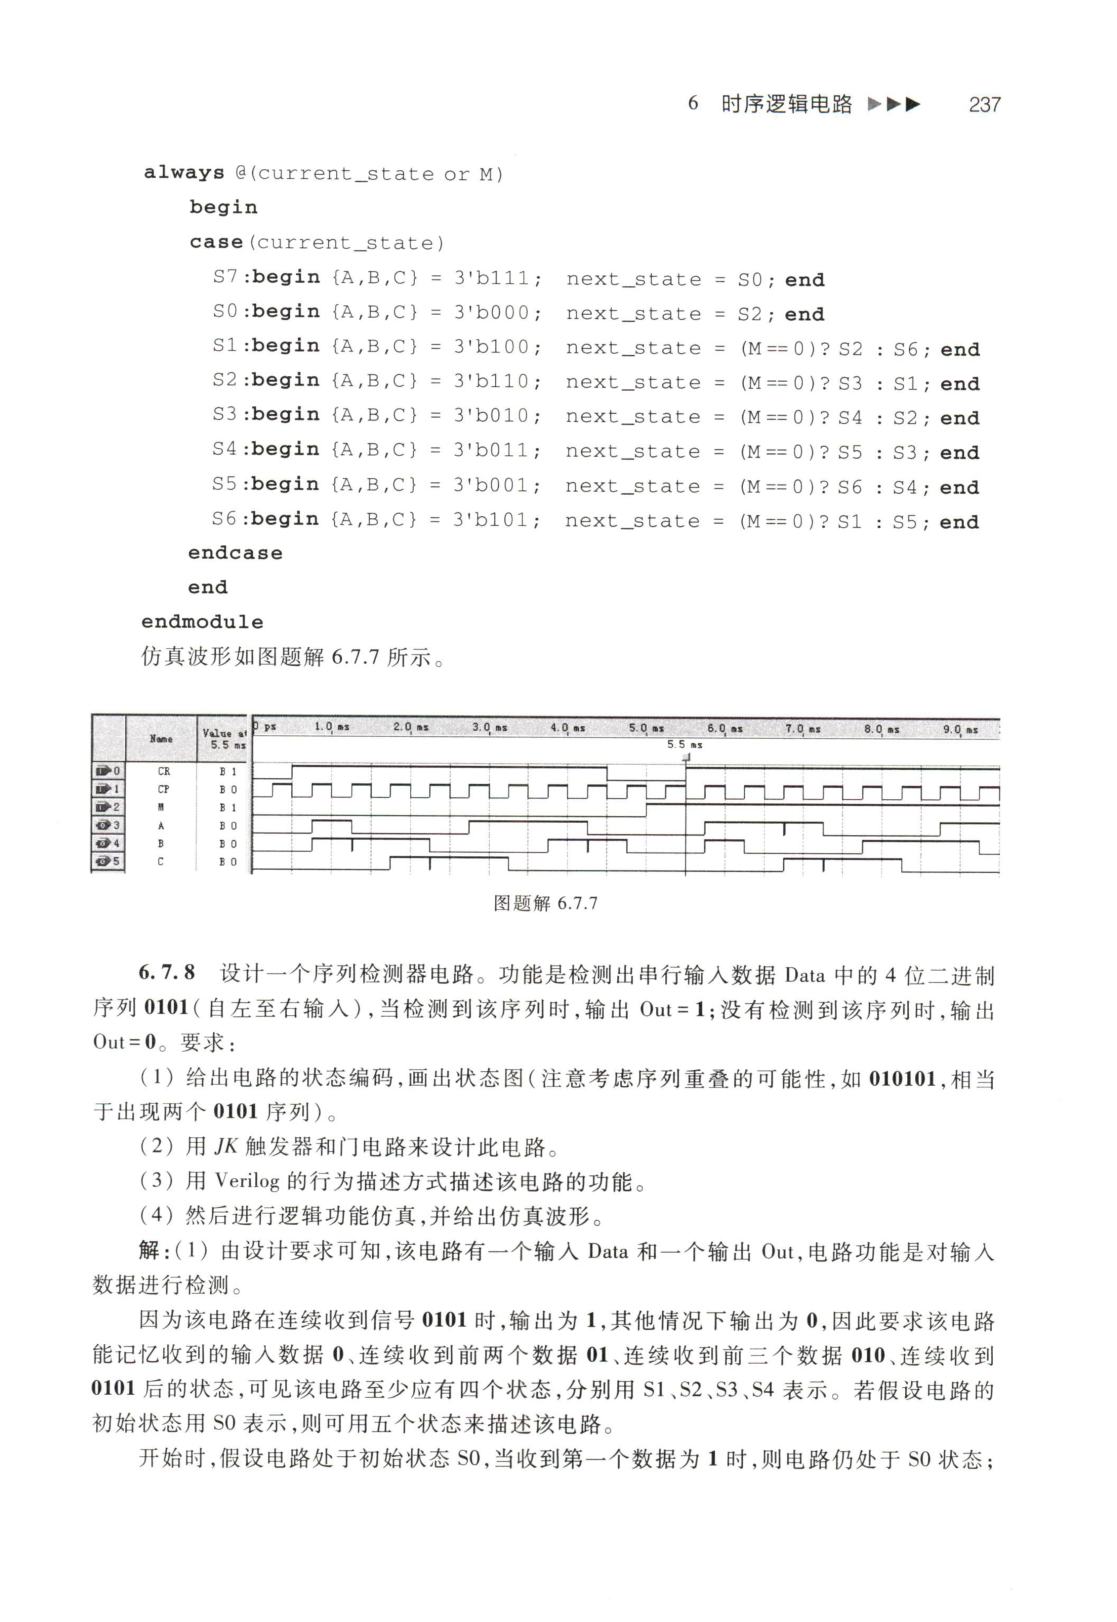 6 时序逻辑电路 ▶▶▶ 237
always @(current_state or M)
begin
case(current_state)
S7:begin {A,B,C} = 3'b111; next_state = S0; end
S0:begin {A,B,C} = 3'b000; next_state = S2; end
S1:begin {A,B,C} = 3'b100; next_state = (M==0)? S2 : S6; end
S2:begin {A,B,C} = 3'b110; next_state = (M==0)? S3 : S1; end
S3:begin {A,B,C} = 3'b010; next_state = (M==0)? S4 : S2; end
S4:begin {A,B,C} = 3'b011; next_state = (M==0)? S5 : S3; end
S5:begin {A,B,C} = 3'b001; next_state = (M==0)? S6 : S4; end
S6:begin {A,B,C} = 3'b101; next_state = (M==0)? S1 : S5; end
endcase
end
endmodule
仿真波形如图题解 6.7.7 所示。
Name Value at 5.5 ms 0 ps 1.0 ms 2.0 ms 3.0 ms 4.0 ms 5.0 ms 6.0 ms 7.0 ms 8.0 ms 9.0 ms
5.5 ms
0 CR B 1
1 CP B 0
2 M B 1
3 A B 0
4 B B 0
5 C B 0
图题解 6.7.7
6.7.8 设计一个序列检测器电路。功能是检测出串行输入数据 Data 中的 4 位二进制
序列 0101(自左至右输入),当检测到该序列时,输出 Out=1;没有检测到该序列时,输出
Out=0。要求:
(1) 给出电路的状态编码,画出状态图(注意考虑序列重叠的可能性,如 010101,相当
于出现两个 0101 序列)。
(2) 用 JK 触发器和门电路来设计此电路。
(3) 用 Verilog 的行为描述方式描述该电路的功能。
(4) 然后进行逻辑功能仿真,并给出仿真波形。
解:(1) 由设计要求可知,该电路有一个输入 Data 和一个输出 Out,电路功能是对输入
数据进行检测。
因为该电路在连续收到信号 0101 时,输出为 1,其他情况下输出为 0,因此要求该电路
能记忆收到的输入数据 0、连续收到前两个数据 01、连续收到前三个数据 010、连续收到
0101 后的状态,可见该电路至少应有四个状态,分别用 S1、S2、S3、S4 表示。若假设电路的
初始状态用 S0 表示,则可用五个状态来描述该电路。
开始时,假设电路处于初始状态 S0,当收到第一个数据为 1 时,则电路仍处于 S0 状态;